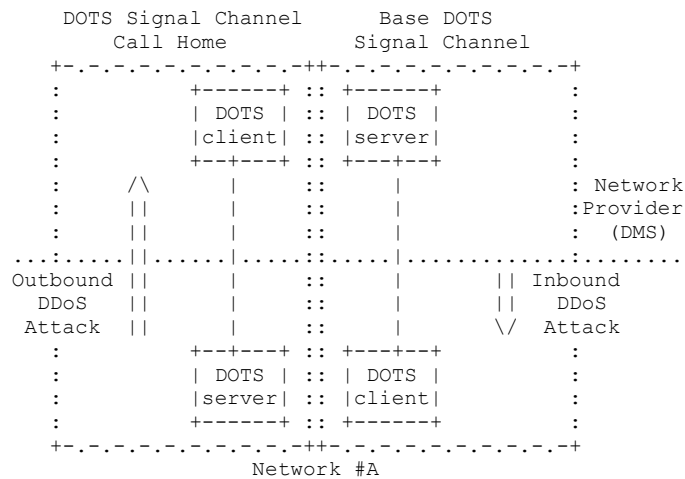 DOTS Signal Channel Base DOTS
Call Home Signal Channel
+-.-.-.-.-.-.-.-.-.-++-.-.-.-.-.-.-.-.-.-+
: +------+ :: +------+ :
: | DOTS | :: | DOTS | :
: |client| :: |server| :
: +--+---+ :: +---+--+ :
: /\ | :: | : Network
: || | :: | :Provider
: || | :: | : (DMS)
...:.....||......|.....::.....|.............:........
Outbound || | :: | || Inbound
DDoS || | :: | || DDoS
Attack || | :: | \/ Attack
: +--+---+ :: +---+--+ :
: | DOTS | :: | DOTS | :
: |server| :: |client| :
: +------+ :: +------+ :
+-.-.-.-.-.-.-.-.-.-++-.-.-.-.-.-.-.-.-.-+
Network #A